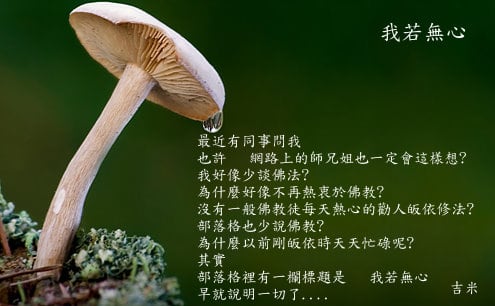 我若無心
最近有同事問我
也許 網路上的師兄姐也一定會這樣想?
我好像少談佛法?
為什麼好像不再熱衷於佛教?
沒有一般佛教徒每天熱心的勸人皈依修法?
部落格也少說佛教?
為什麼以前剛皈依時天天忙碌呢?
其實
部落格裡有一欄標題是 我若無心
早就說明一切了....
吉米